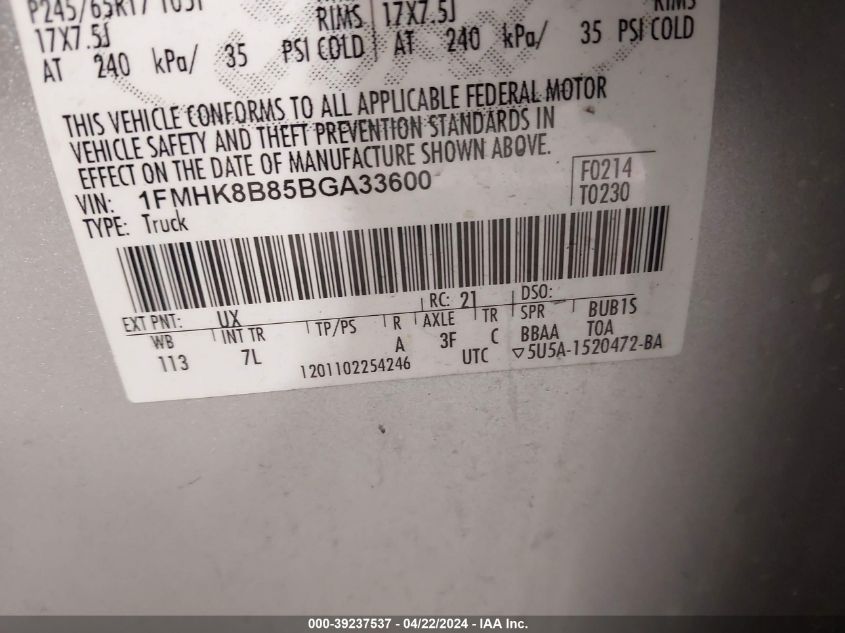 P245/65R17 105T
RIMS RIMS
17X7.5J 17X7.5J
AT 240 kPa/ 35 PSI COLD AT 240 kPa/ 35 PSI COLD
THIS VEHICLE CONFORMS TO ALL APPLICABLE FEDERAL MOTOR
VEHICLE SAFETY AND THEFT PREVENTION STANDARDS IN
EFFECT ON THE DATE OF MANUFACTURE SHOWN ABOVE.
VIN: 1FMHK8B85BGA33600 F0214
TYPE: Truck T0230
EXT PNT: UX RC: 21 DSO:
WB INT TR TP/PS R AXLE TR SPR BUB1S
113 7L A 3F C BBAA TOA
1201102254246 UTC ▽5U5A-1520472-BA
000-39237537 - 04/22/2024 - IAA Inc.